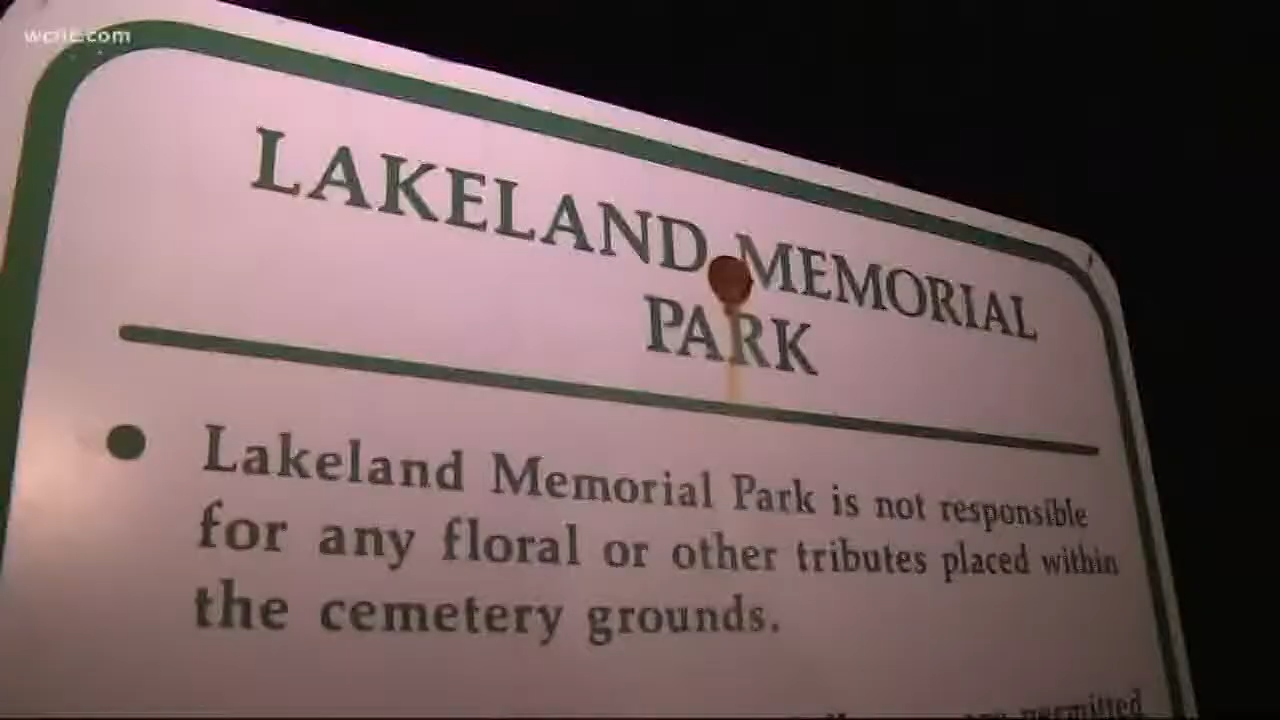 wcnc.com
LAKELAND MEMORIAL
PARK
• Lakeland Memorial Park is not responsible
for any floral or other tributes placed within
the cemetery grounds.
permitted